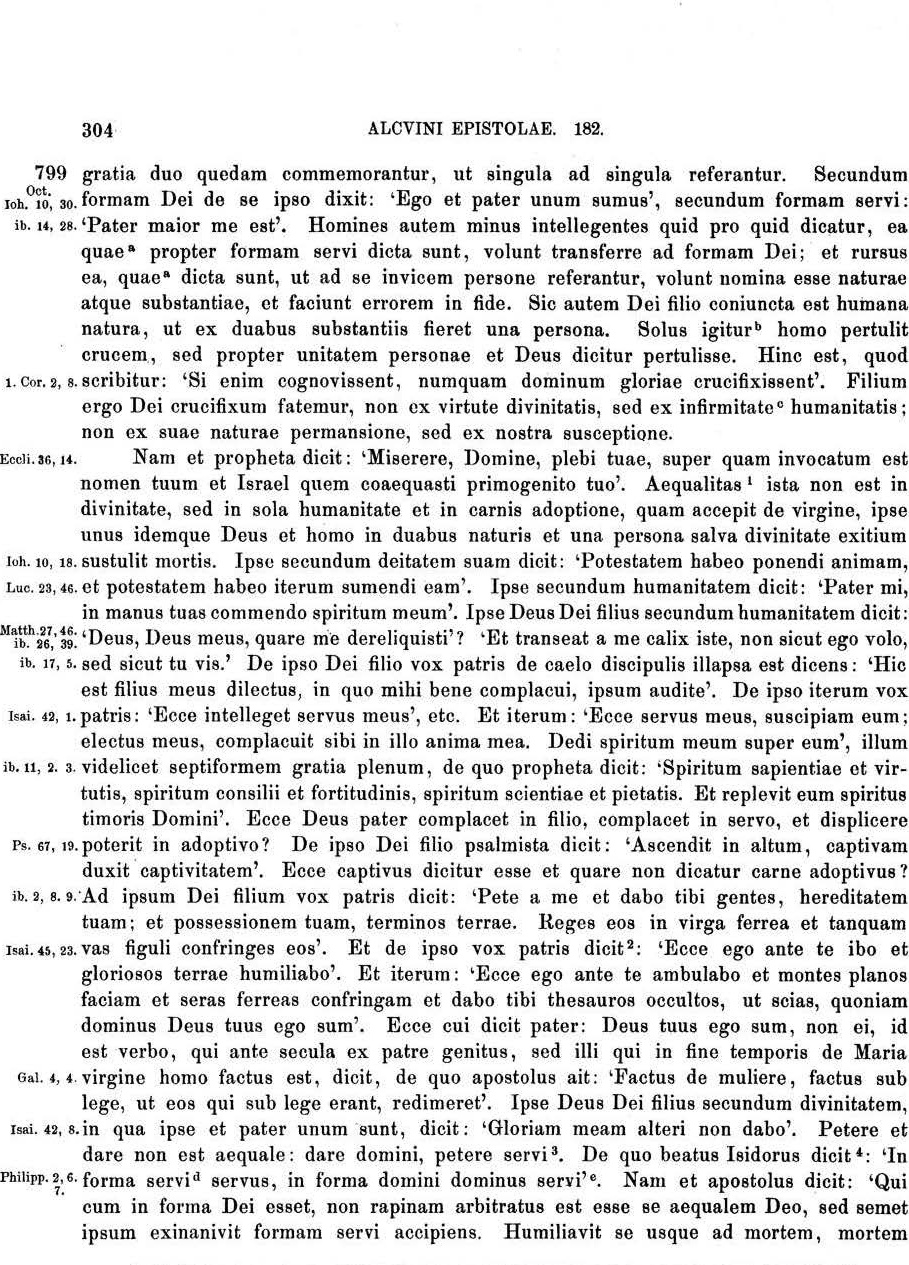 304 ALCVINI EPISTOLAE. 182.
799 gratia duo quedam commemorantur, ut singula ad singula referantur. Secundum
Oct.
Ioh. 10, 30. formam Dei de se ipso dixit: ‘Ego et pater unum sumus’, secundum formam servi:
ib. 14, 28. ‘Pater maior me est’. Homines autem minus intellegentes quid pro quid dicatur, ea
quae a propter formam servi dicta sunt, volunt transferre ad formam Dei; et rursus
ea, quae a dicta sunt, ut ad se invicem persone referantur, volunt nomina esse naturae
atque substantiae, et faciunt errorem in fide. Sic autem Dei filio coniuncta est humana
natura, ut ex duabus substantiis fieret una persona. Solus igitur b homo pertulit
crucem, sed propter unitatem personae et Deus dicitur pertulisse. Hinc est, quod
1. Cor. 2, 8. scribitur: ‘Si enim cognovissent, numquam dominum gloriae crucifixissent’. Filium
ergo Dei crucifixum fatemur, non ex virtute divinitatis, sed ex infirmitate c humanitatis;
non ex suae naturae permansione, sed ex nostra susceptione.
Eccli. 36, 14. Nam et propheta dicit: ‘Miserere, Domine, plebi tuae, super quam invocatum est
nomen tuum et Israel quem coaequasti primogenito tuo’. Aequalitas 1 ista non est in
divinitate, sed in sola humanitate et in carnis adoptione, quam accepit de virgine, ipse
unus idemque Deus et homo in duabus naturis et una persona salva divinitate exitium
Ioh. 10, 18. sustulit mortis. Ipse secundum deitatem suam dicit: ‘Potestatem habeo ponendi animam,
Luc. 23, 46. et potestatem habeo iterum sumendi eam’. Ipse secundum humanitatem dicit: ‘Pater mi,
in manus tuas commendo spiritum meum’. Ipse Deus Dei filius secundum humanitatem dicit:
Matth. 27, 46. ib. 26, 39. ‘Deus, Deus meus, quare me dereliquisti’? ‘Et transeat a me calix iste, non sicut ego volo,
ib. 17, 5. sed sicut tu vis.’ De ipso Dei filio vox patris de caelo discipulis illapsa est dicens: ‘Hic
est filius meus dilectus, in quo mihi bene complacui, ipsum audite’. De ipso iterum vox
Isai. 42, 1. patris: ‘Ecce intelleget servus meus’, etc. Et iterum: ‘Ecce servus meus, suscipiam eum;
electus meus, complacuit sibi in illo anima mea. Dedi spiritum meum super eum’, illum
ib. 11, 2. 3. videlicet septiformem gratia plenum, de quo propheta dicit: ‘Spiritum sapientiae et vir-
tutis, spiritum consilii et fortitudinis, spiritum scientiae et pietatis. Et replevit eum spiritus
timoris Domini’. Ecce Deus pater complacet in filio, complacet in servo, et displicere
Ps. 67, 19. poterit in adoptivo? De ipso Dei filio psalmista dicit: ‘Ascendit in altum, captivam
duxit captivitatem’. Ecce captivus dicitur esse et quare non dicatur carne adoptivus?
ib. 2, 8. 9. Ad ipsum Dei filium vox patris dicit: ‘Pete a me et dabo tibi gentes, hereditatem
tuam; et possessionem tuam, terminos terrae. Reges eos in virga ferrea et tanquam
Isai. 45, 23. vas figuli confringes eos’. Et de ipso vox patris dicit 2: ‘Ecce ego ante te ibo et
gloriosos terrae humiliabo’. Et iterum: ‘Ecce ego ante te ambulabo et montes planos
faciam et seras ferreas confringam et dabo tibi thesauros occultos, ut scias, quoniam
dominus Deus tuus ego sum’. Ecce cui dicit pater: Deus tuus ego sum, non ei, id
est verbo, qui ante secula ex patre genitus, sed illi qui in fine temporis de Maria
Gal. 4, 4. virgine homo factus est, dicit, de quo apostolus ait: ‘Factus de muliere, factus sub
lege, ut eos qui sub lege erant, redimeret’. Ipse Deus Dei filius secundum divinitatem,
Isai. 42, 8. in qua ipse et pater unum sunt, dicit: ‘Gloriam meam alteri non dabo’. Petere et
dare non est aequale: dare domini, petere servi 3. De quo beatus Isidorus dicit 4: ‘In
Philipp. 2, 6. 7. forma servi d servus, in forma domini dominus servi’ e. Nam et apostolus dicit: ‘Qui
cum in forma Dei esset, non rapinam arbitratus est esse se aequalem Deo, sed semet
ipsum exinanivit formam servi accipiens. Humiliavit se usque ad mortem, mortem